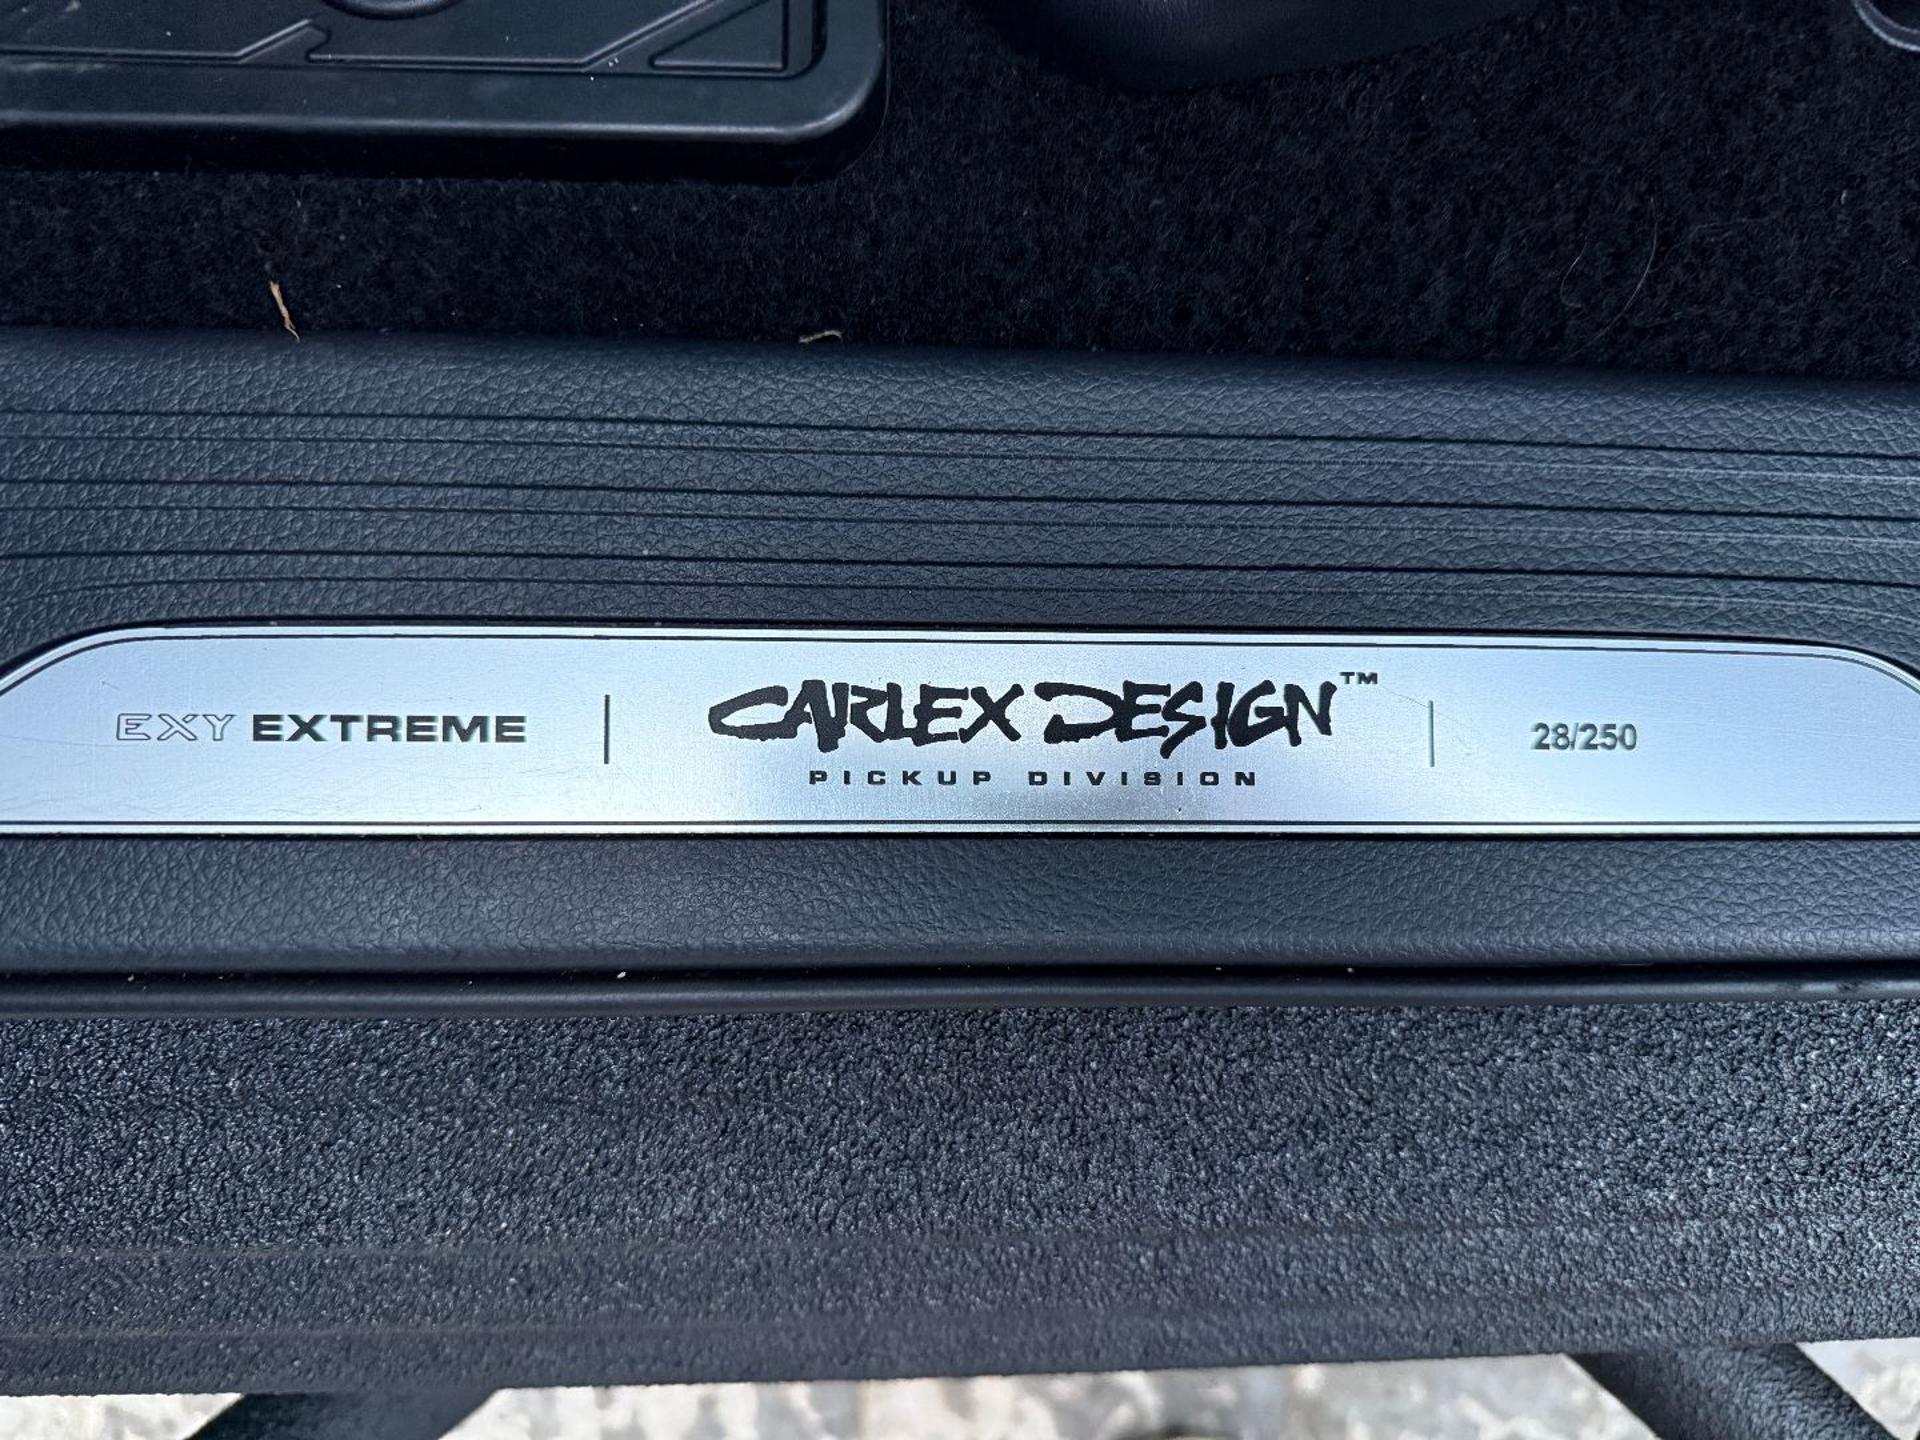 EXY EXTREME
CARLEX DESIGN™
PICKUP DIVISION
28/250